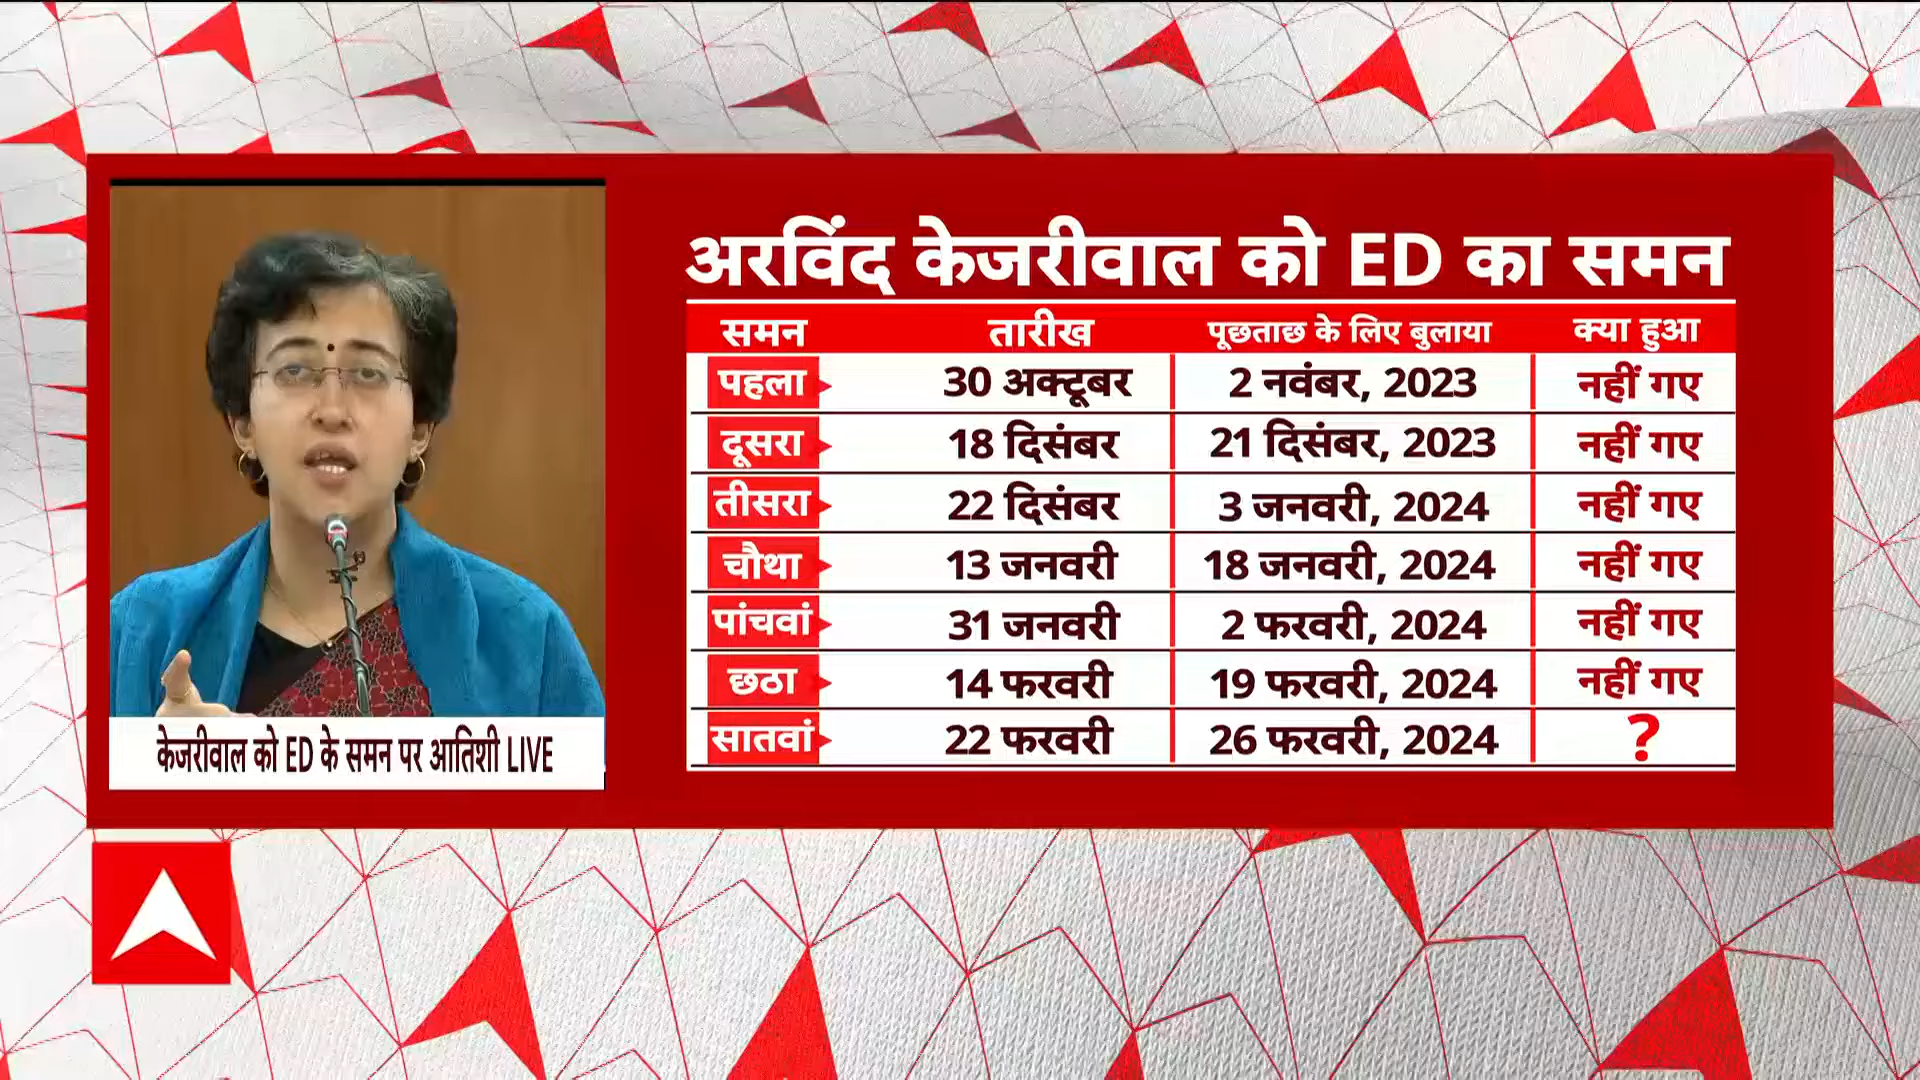 अरविंद केजरीवाल को ED का समन
समन तारीख पूछताछ के लिए बुलाया क्या हुआ
पहला 30 अक्टूबर 2 नवंबर, 2023 नहीं गए
दूसरा 18 दिसंबर 21 दिसंबर, 2023 नहीं गए
तीसरा 22 दिसंबर 3 जनवरी, 2024 नहीं गए
चौथा 13 जनवरी 18 जनवरी, 2024 नहीं गए
पांचवां 31 जनवरी 2 फरवरी, 2024 नहीं गए
छठा 14 फरवरी 19 फरवरी, 2024 नहीं गए
सातवां 22 फरवरी 26 फरवरी, 2024 ?
केजरीवाल को ED के समन पर आतिशी LIVE